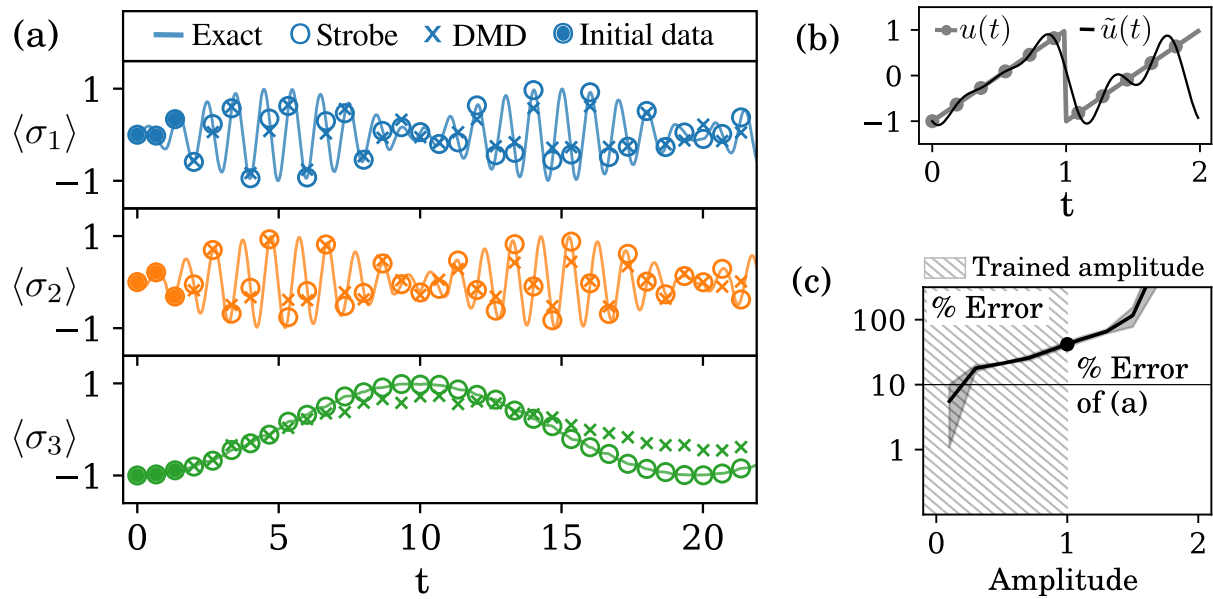 (a)
Exact Strobe DMD Initial data
⟨σ1⟩
1
−1
⟨σ2⟩
1
−1
⟨σ3⟩
1
−1
0 5 10 15 20
t
(b)
u(t) ũ(t)
1
0
−1
0 1 2
t
(c)
Trained amplitude
% Error
% Error
of (a)
100
10
1
0 1 2
Amplitude